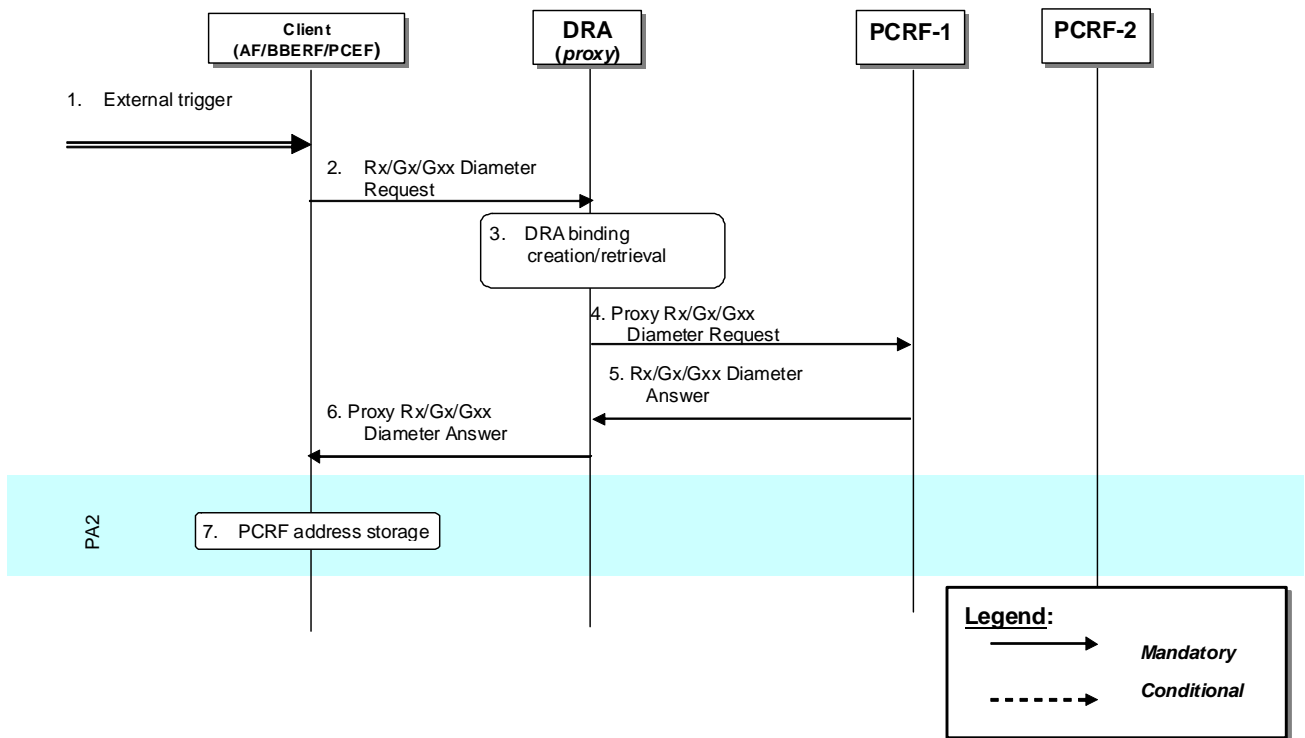 Client
(AF/BBERF/PCEF)
DRA
(proxy)
PCRF-1
PCRF-2
1. External trigger
2. Rx/Gx/Gxx Diameter
Request
3. DRA binding
creation/retrieval
4. Proxy Rx/Gx/Gxx
Diameter Request
5. Rx/Gx/Gxx Diameter
Answer
6. Proxy Rx/Gx/Gxx
Diameter Answer
PA2
7. PCRF address storage
Legend:
Mandatory
Conditional